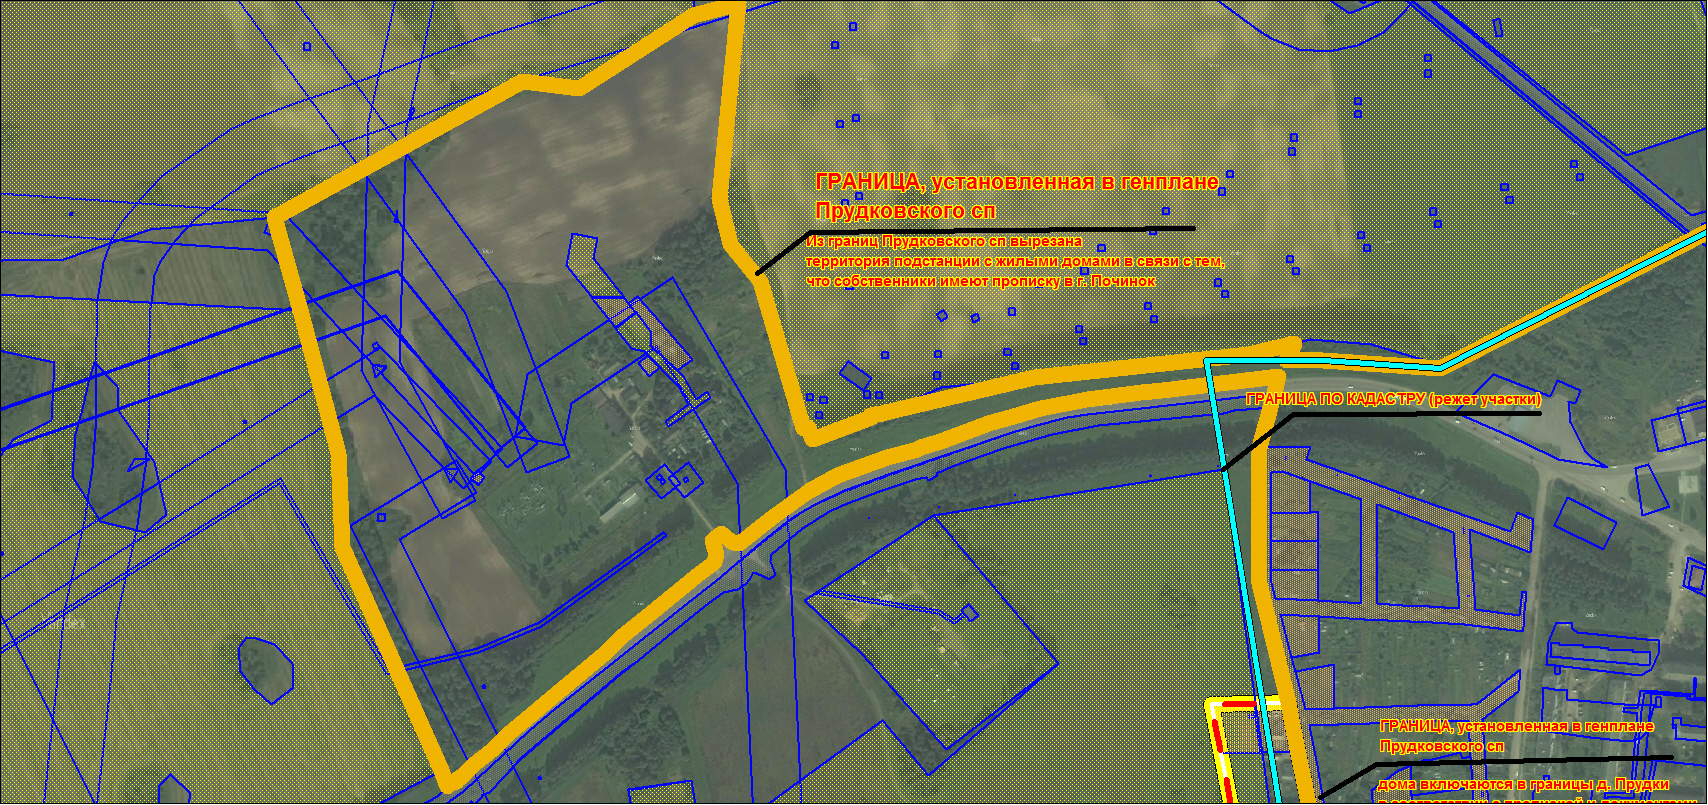 ГРАНИЦА, установленная в генплане
Прудковского сп
Из границ Прудковского сп вырезана
территория подстанции с жилыми домами в связи с тем,
что собственники имеют прописку в г. Починок
ГРАНИЦА ПО КАДАСТРУ (режет участки)
ГРАНИЦА, установленная в генплане
Прудковского сп
дома включаются в границы д. Прудки